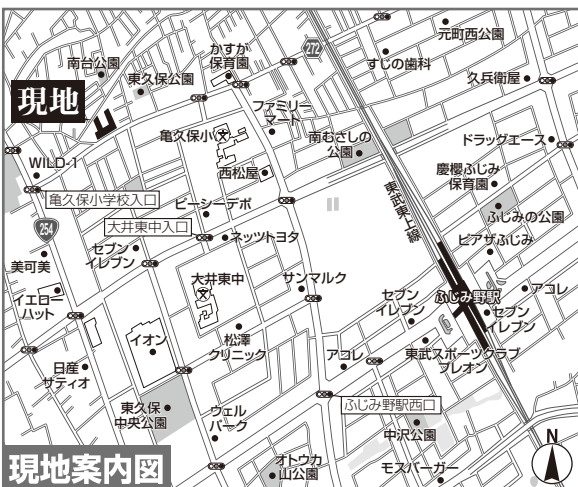 元町西公園
かすが
保育園
272
南台公園
すじの歯科
東久保公園
久兵衛屋
現地
ファミリー
マート
亀久保小
南むさしの
公園
ドラッグエース
WILD-1
西松屋
慶櫻ふじみ
保育園
亀久保小学校入口
東武東上線
ピーシーデポ
ふじみの公園
大井東中入口
254
ネッツトヨタ
ピアザふじみ
セブン
イレブン
美可美
大井東中
サンマルク
ふじみ野駅
アコレ
イエロー
ハット
セブン
イレブン
セブン
イレブン
イオン
松澤
クリニック
アコレ
東武スポーツクラブ
プレオン
日産
サティオ
東久保
中央公園
ウェル
パーク
ふじみ野駅西口
中沢公園
オトウカ
山公園
モスバーガー
N
現地案内図